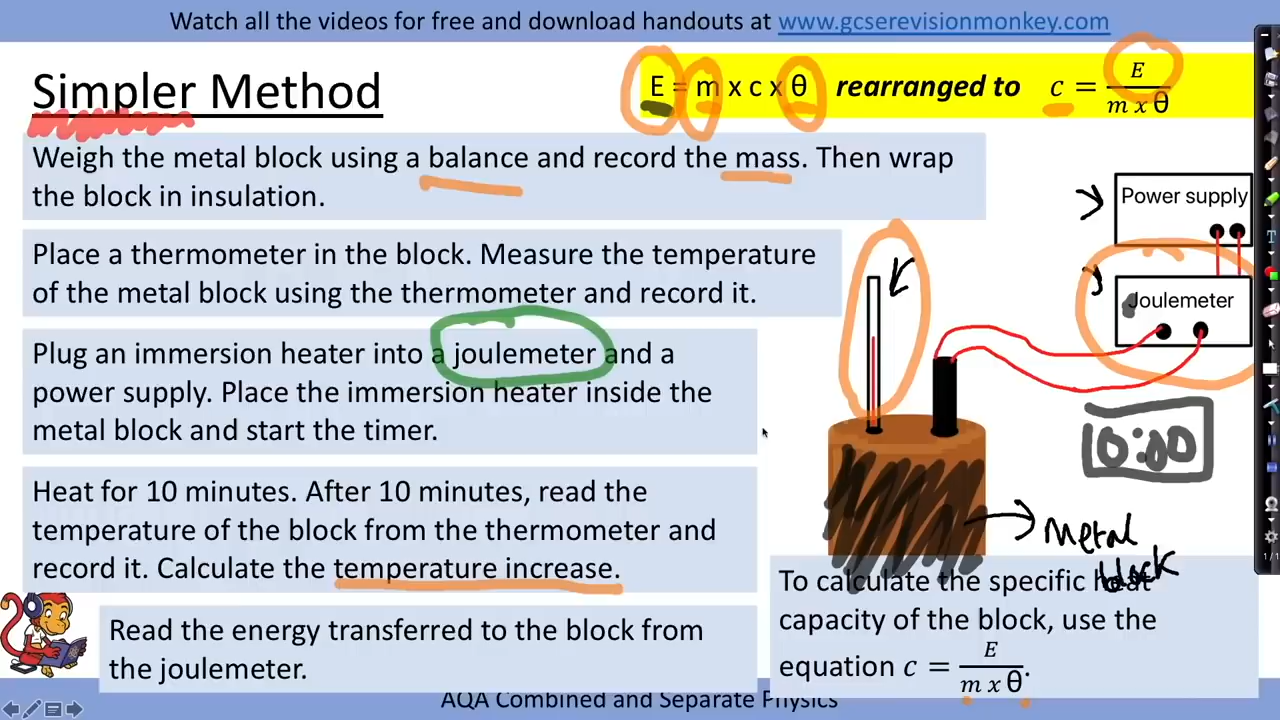 Watch all the videos for free and download handouts at www.gcserevisionmonkey.com
Simpler Method
E = m x c x θ rearranged to c = E / m x θ
Weigh the metal block using a balance and record the mass. Then wrap
the block in insulation.
Place a thermometer in the block. Measure the temperature
of the metal block using the thermometer and record it.
Plug an immersion heater into a joulemeter and a
power supply. Place the immersion heater inside the
metal block and start the timer.
Heat for 10 minutes. After 10 minutes, read the
temperature of the block from the thermometer and
record it. Calculate the temperature increase.
Read the energy transferred to the block from
the joulemeter.
Power supply
Joulemeter
10:00
metal
block
To calculate the specific heat
capacity of the block, use the
equation c = E / m x θ.
AQA Combined and Separate Physics
1/1